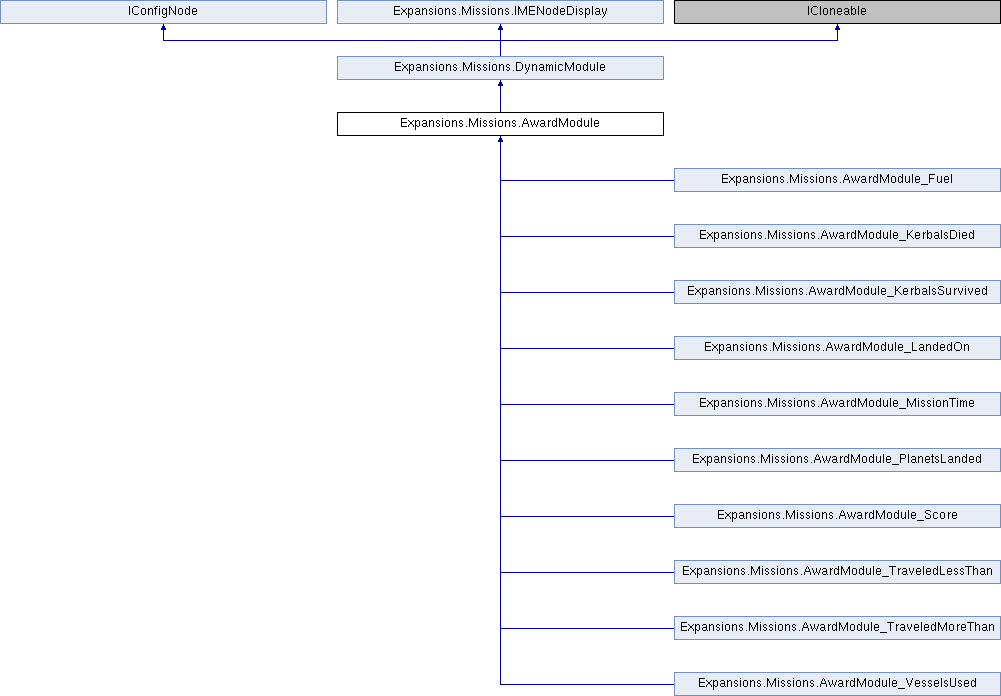 IConfigNode
Expansions.Missions.IMENodeDisplay
ICloneable
Expansions.Missions.DynamicModule
Expansions.Missions.AwardModule
Expansions.Missions.AwardModule_Fuel
Expansions.Missions.AwardModule_KerbalsDied
Expansions.Missions.AwardModule_KerbalsSurvived
Expansions.Missions.AwardModule_LandedOn
Expansions.Missions.AwardModule_MissionTime
Expansions.Missions.AwardModule_PlanetsLanded
Expansions.Missions.AwardModule_Score
Expansions.Missions.AwardModule_TraveledLessThan
Expansions.Missions.AwardModule_TraveledMoreThan
Expansions.Missions.AwardModule_VesselsUsed